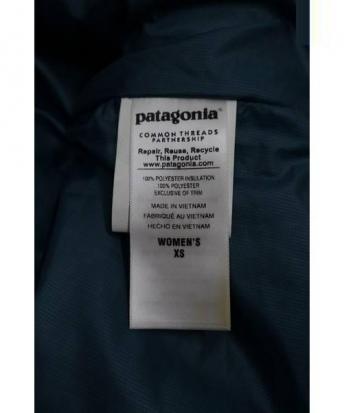 patagonia®
COMMON THREADS
PARTNERSHIP
Repair, Reuse, Recycle
This Product
www.patagonia.com
100% POLYESTER INSULATION
100% POLYESTER
EXCLUSIVE OF TRIM
MADE IN VIETNAM
FABRIQUÉ AU VIETNAM
HECHO EN VIETNAM
WOMEN'S
XS